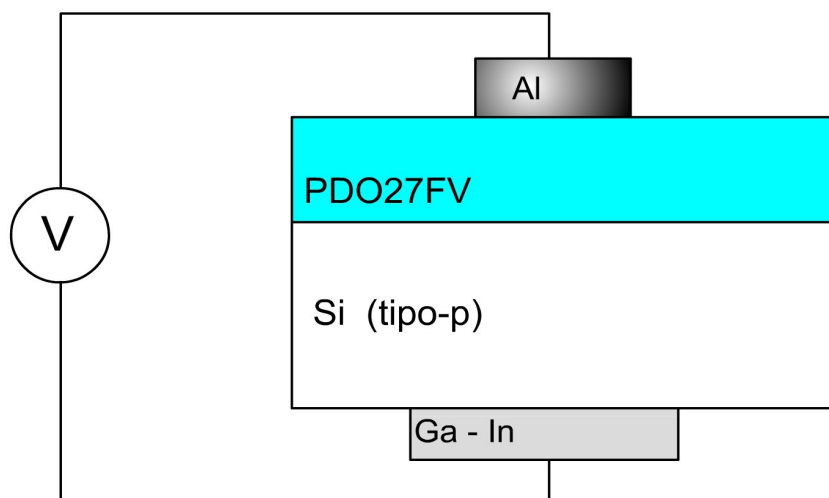 Al
PDO27FV
V
Si (tipo-p)
Ga - In